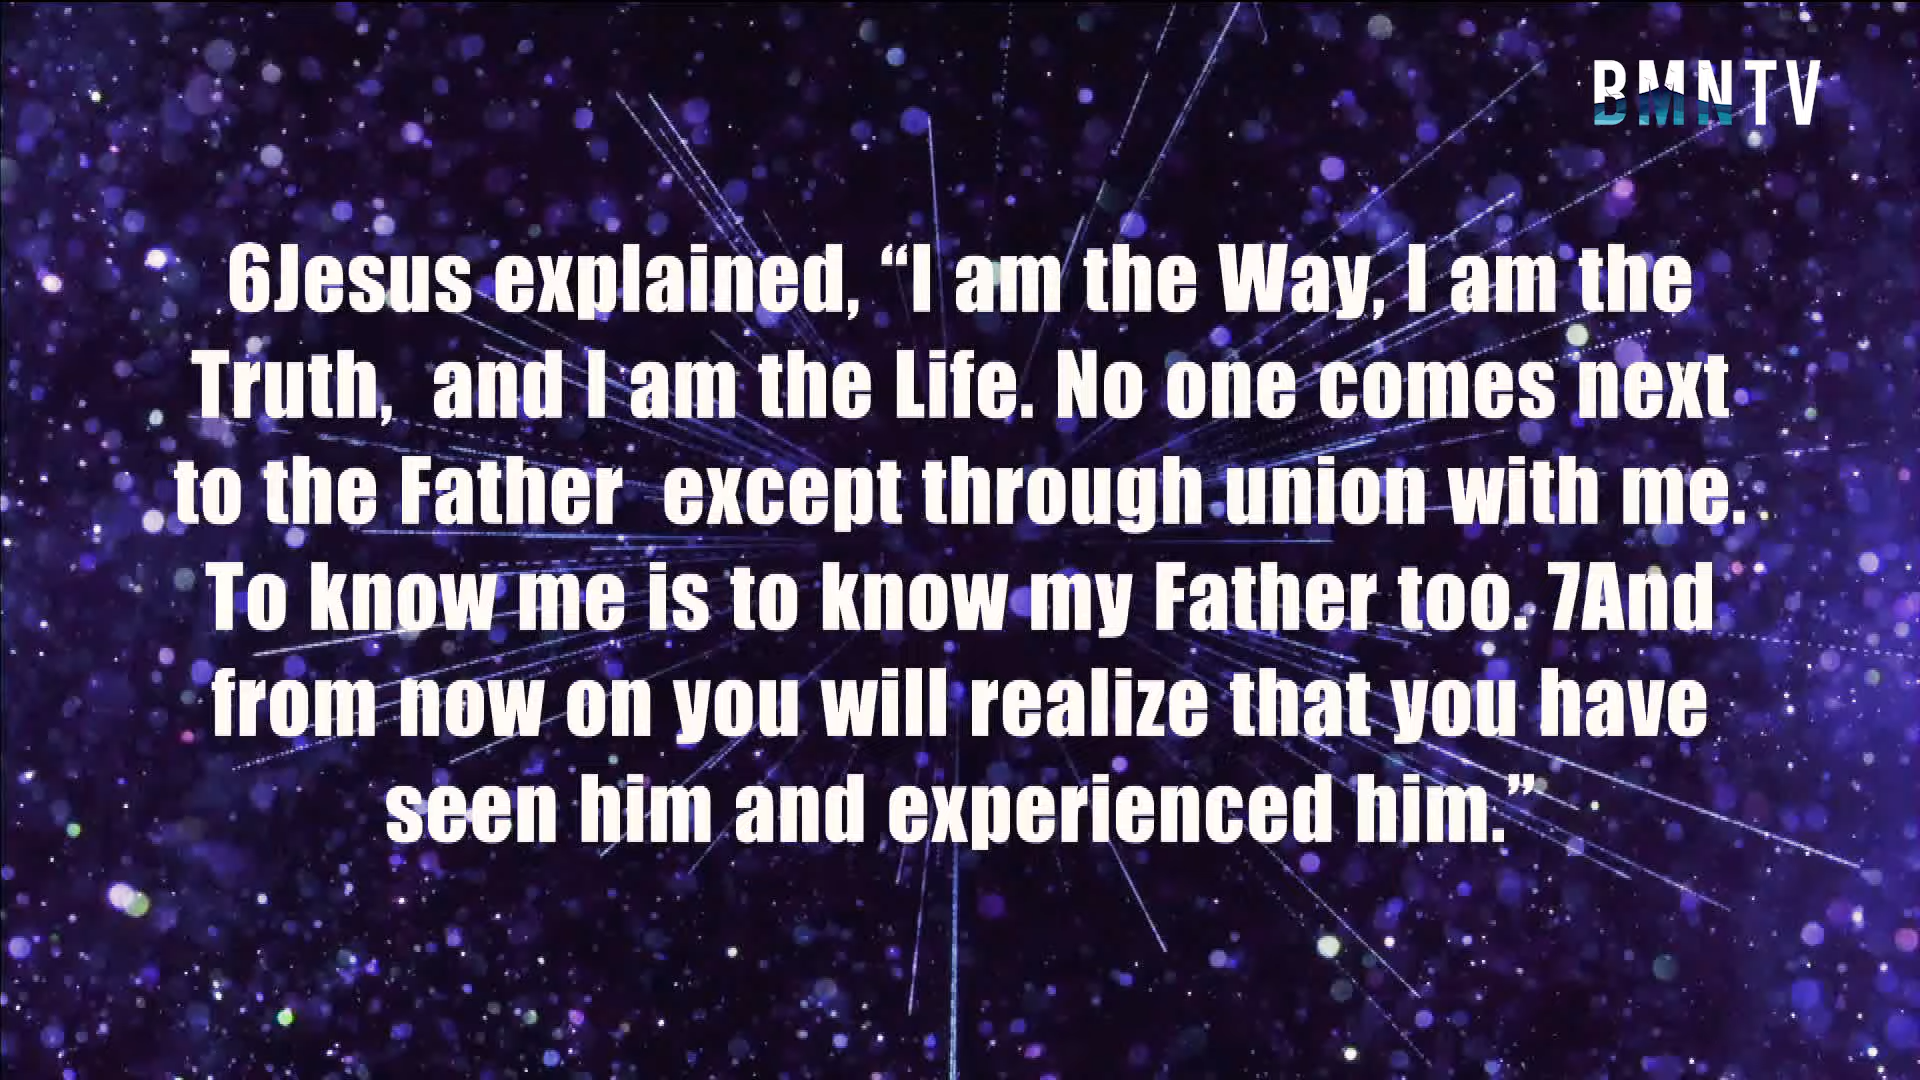 BMNTV
6Jesus explained, “I am the Way, I am the
Truth,  and I am the Life. No one comes next
to the Father  except through union with me.
To know me is to know my Father too. 7And
from now on you will realize that you have
seen him and experienced him.”